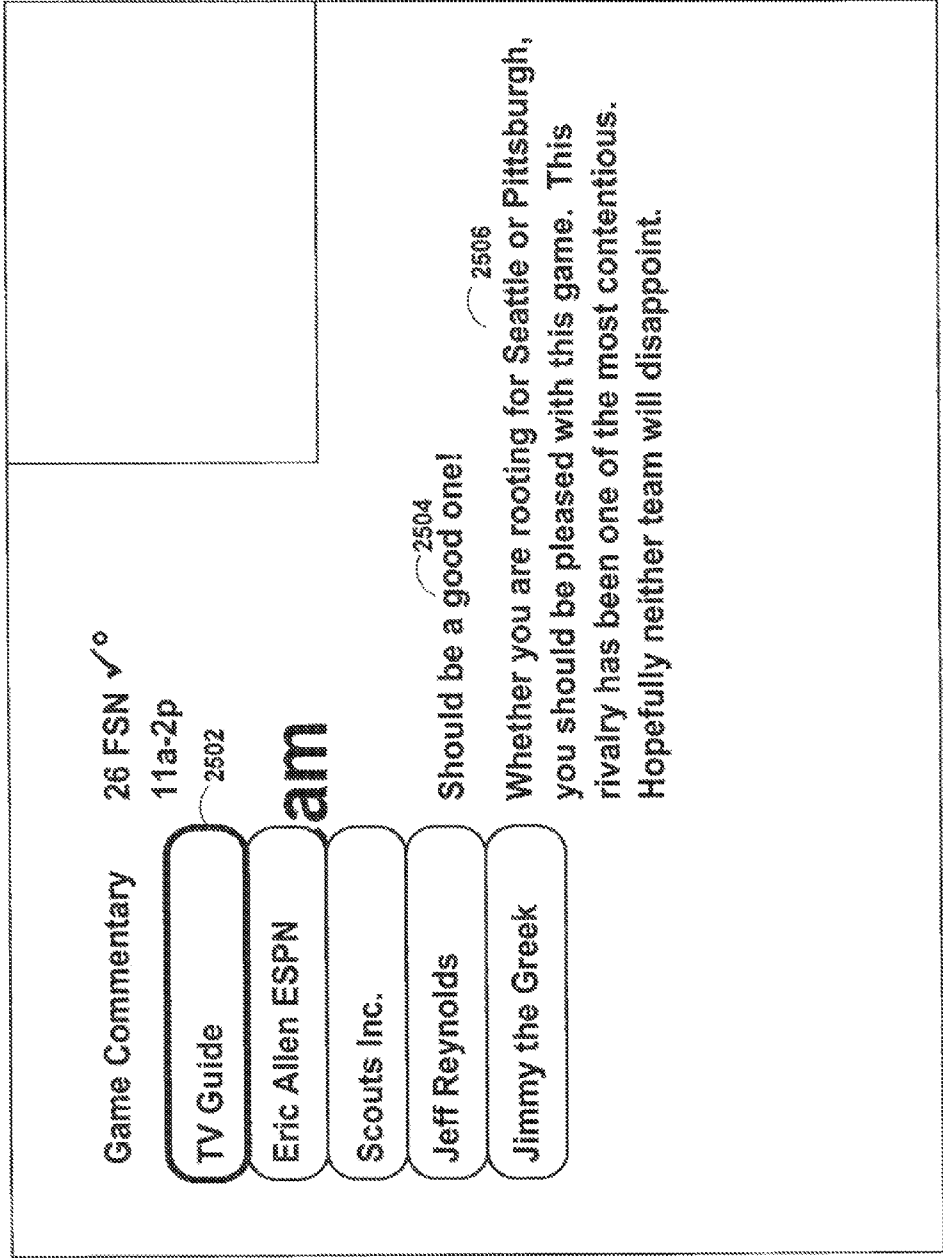 Game Commentary
26 FSN ✓°
11a-2p
2502
TV Guide
Eric Allen ESPN
am
Scouts Inc.
Jeff Reynolds
Jimmy the Greek
2504
Should be a good one!
2506
Whether you are rooting for Seattle or Pittsburgh,
you should be pleased with this game. This
rivalry has been one of the most contentious.
Hopefully neither team will disappoint.